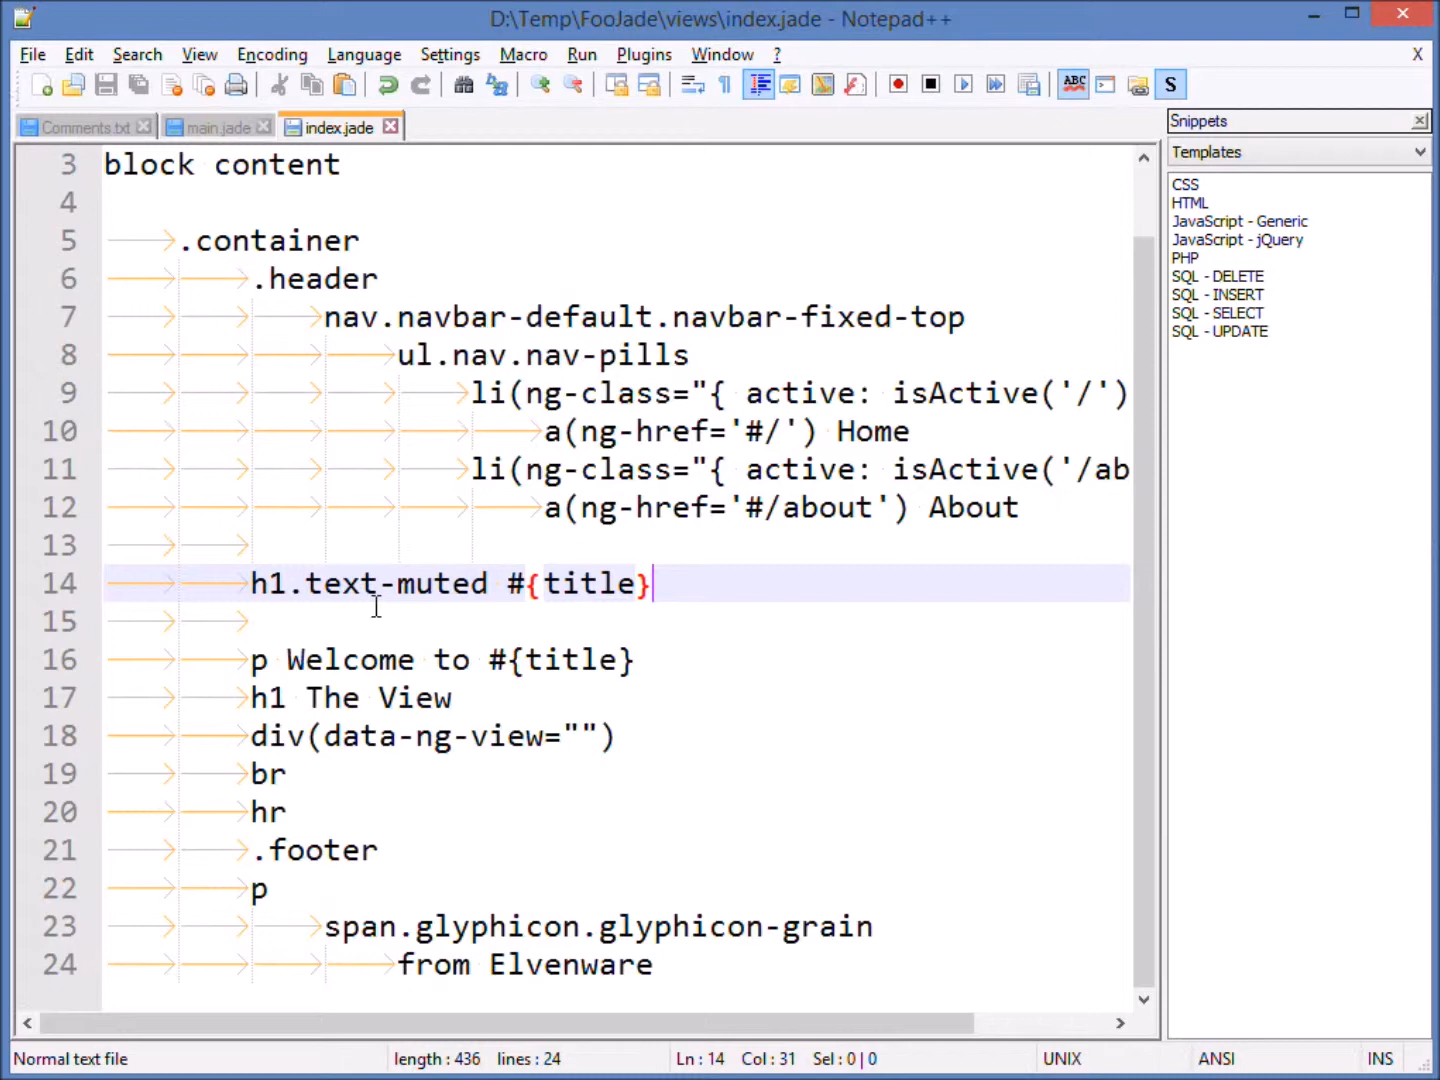 D:\Temp\FooJade\views\index.jade - Notepad++
File Edit Search View Encoding Language Settings Macro Run Plugins Window ? X
ABC S
Comments.txt main.jade index.jade
Snippets
Templates
CSS
HTML
JavaScript - Generic
JavaScript - jQuery
PHP
SQL - DELETE
SQL - INSERT
SQL - SELECT
SQL - UPDATE
3 block content
4
5 .container
6 .header
7 nav.navbar-default.navbar-fixed-top
8 ul.nav.nav-pills
9 li(ng-class="{ active: isActive('/')
10 a(ng-href='#/') Home
11 li(ng-class="{ active: isActive('/ab
12 a(ng-href='#/about') About
13
14 h1.text-muted #{title}
15
16 p Welcome to #{title}
17 h1 The View
18 div(data-ng-view="")
19 br
20 hr
21 .footer
22 p
23 span.glyphicon.glyphicon-grain
24 from Elvenware
Normal text file length : 436 lines : 24 Ln : 14 Col : 31 Sel : 0 | 0 UNIX ANSI INS